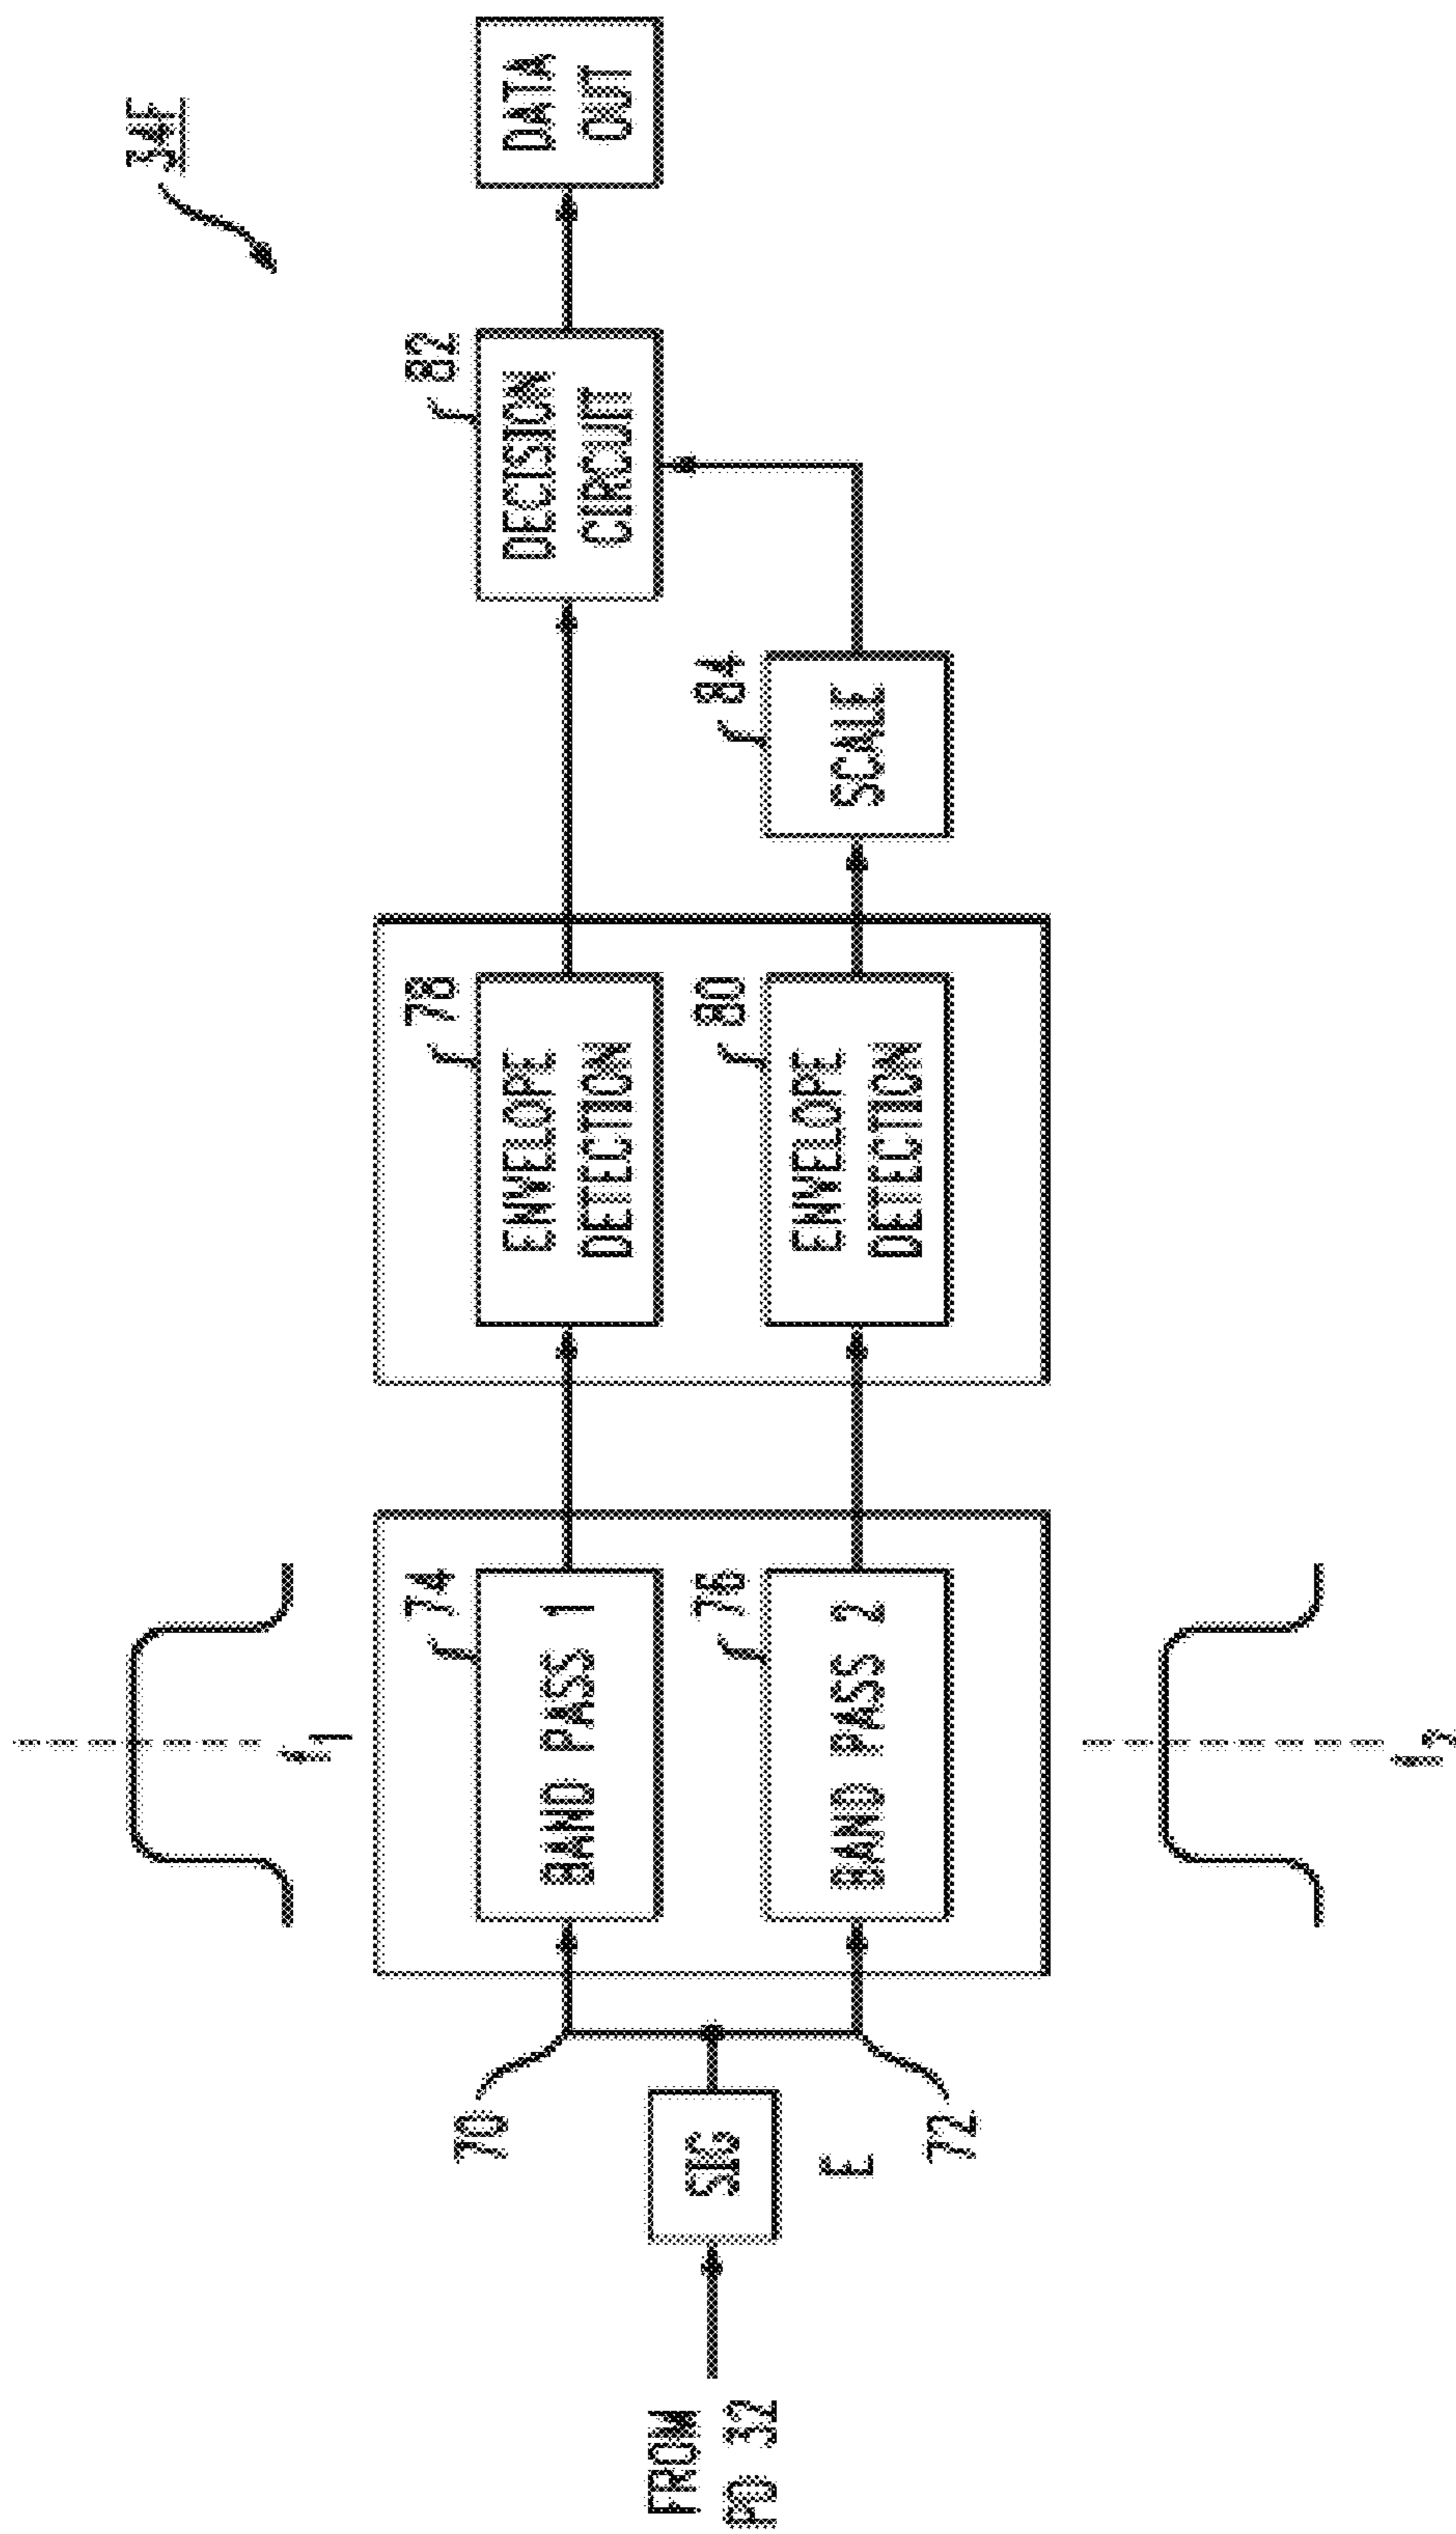 34F
f1
70
74
BAND PASS 1
78
ENVELOPE
DETECTION
82
DECISION
CIRCUIT
DATA
OUT
FROM
PD 32
SIG
E
72
76
BAND PASS 2
80
ENVELOPE
DETECTION
84
SCALE
f2